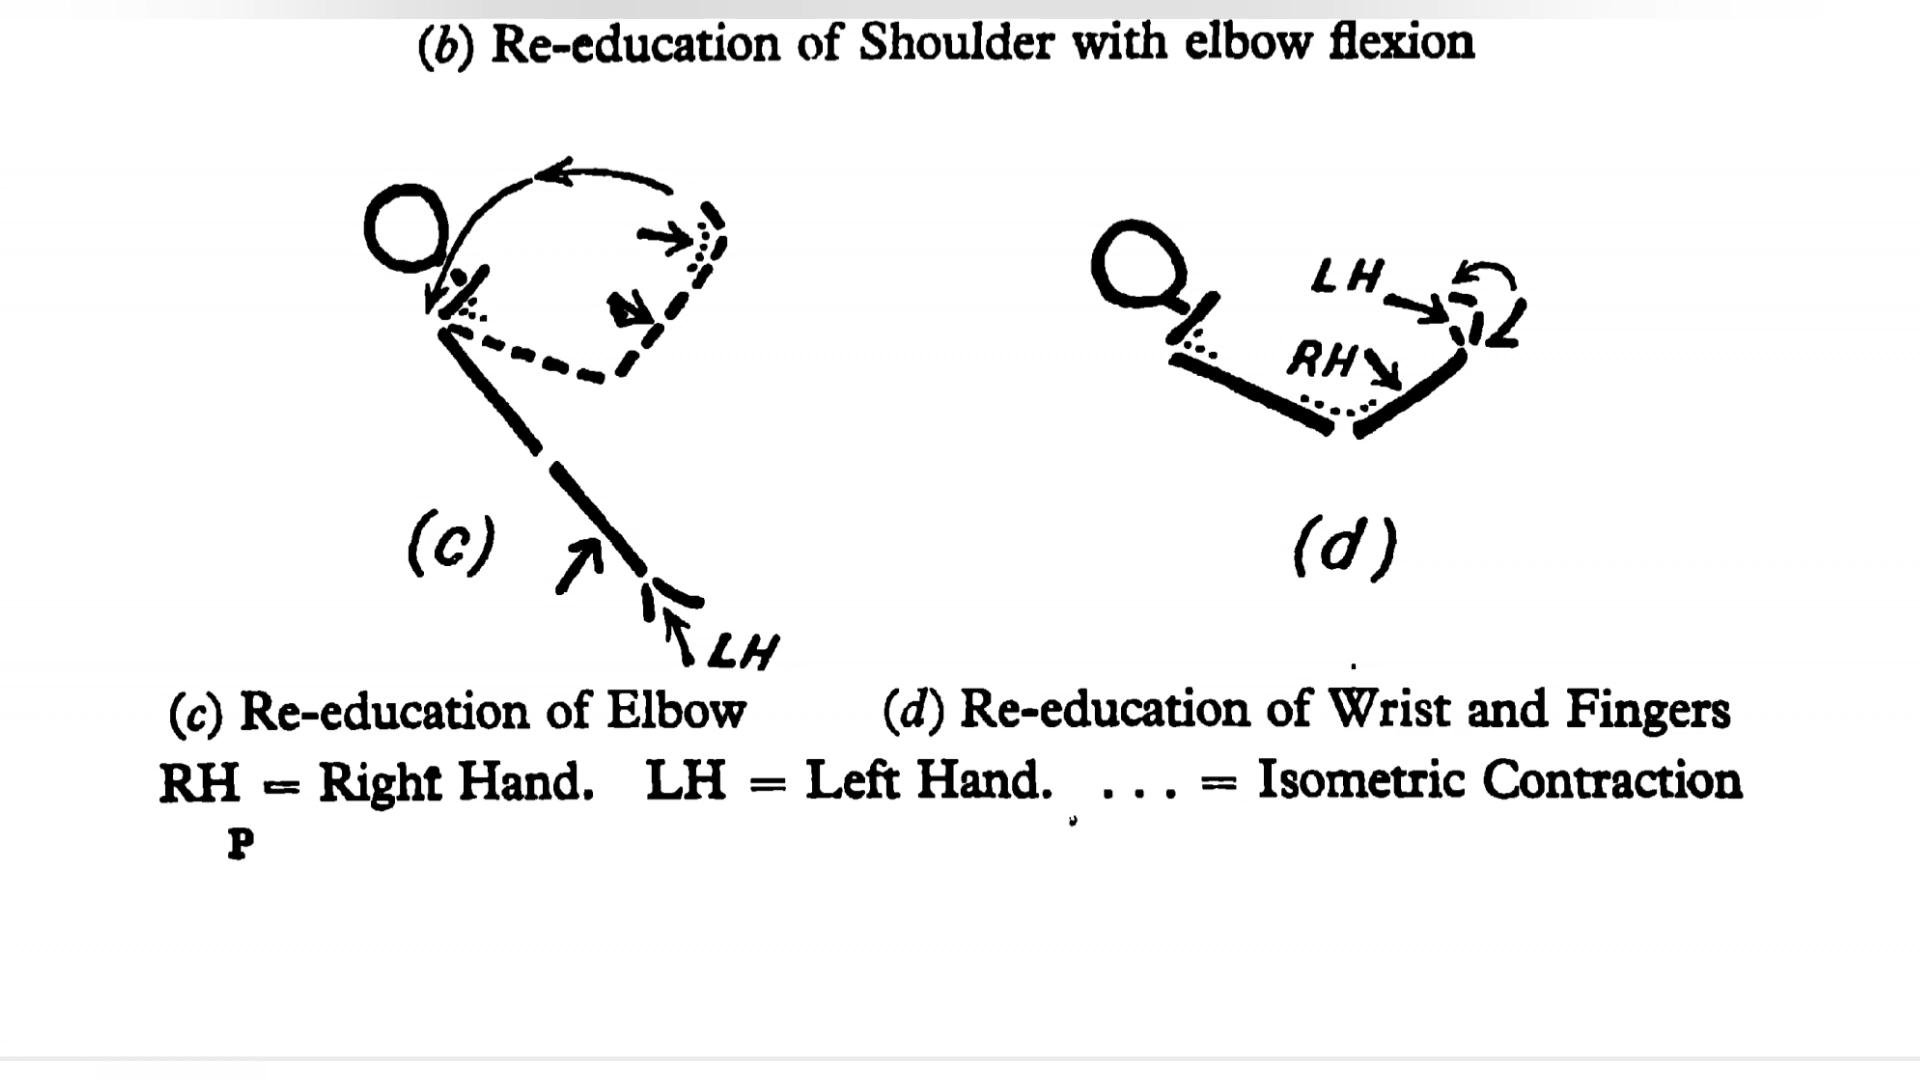 (b) Re-education of Shoulder with elbow flexion
LH
RH
(c)
(d)
LH
(c) Re-education of Elbow (d) Re-education of Wrist and Fingers
RH = Right Hand. LH = Left Hand. ... = Isometric Contraction
P